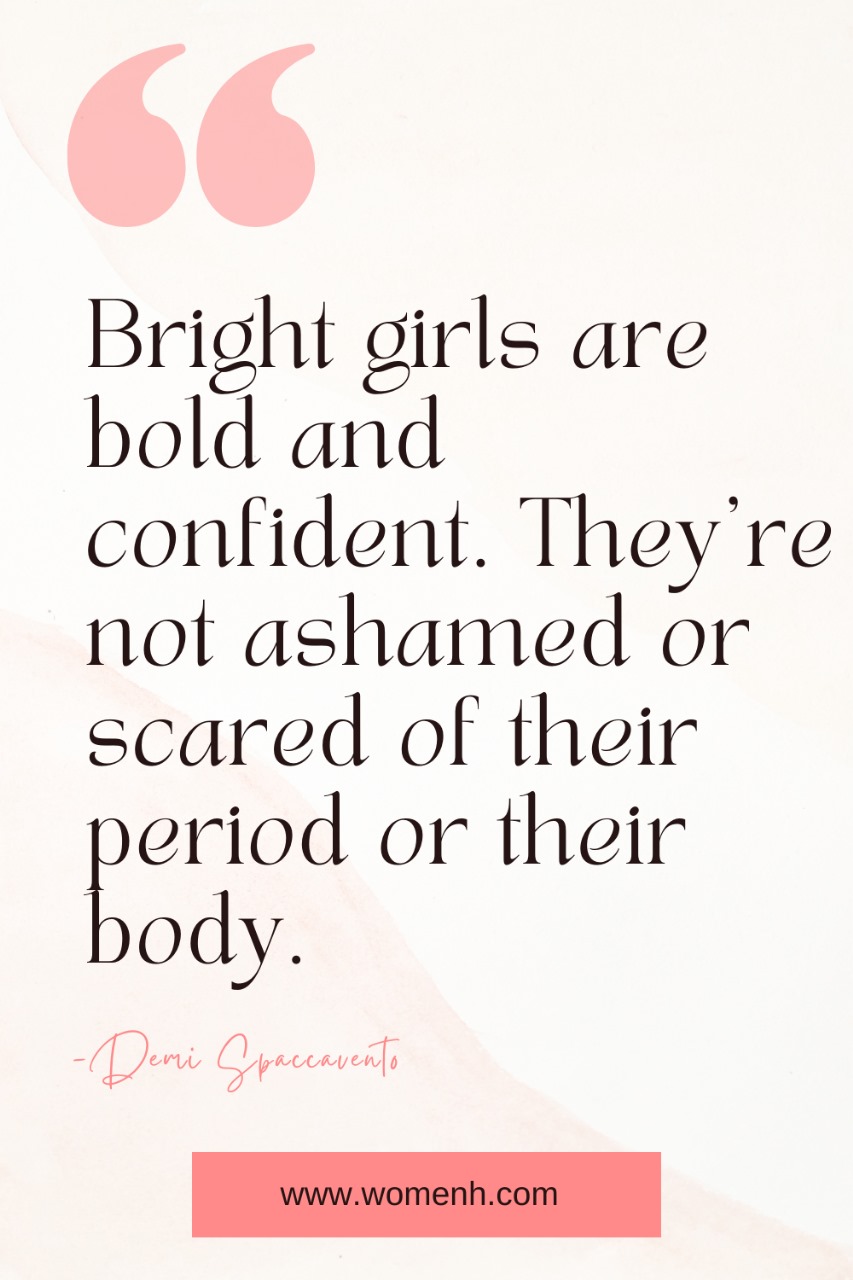 Bright girls are
bold and
confident. They’re
not ashamed or
scared of their
period or their
body.
-Demi Spaccavento
www.womenh.com